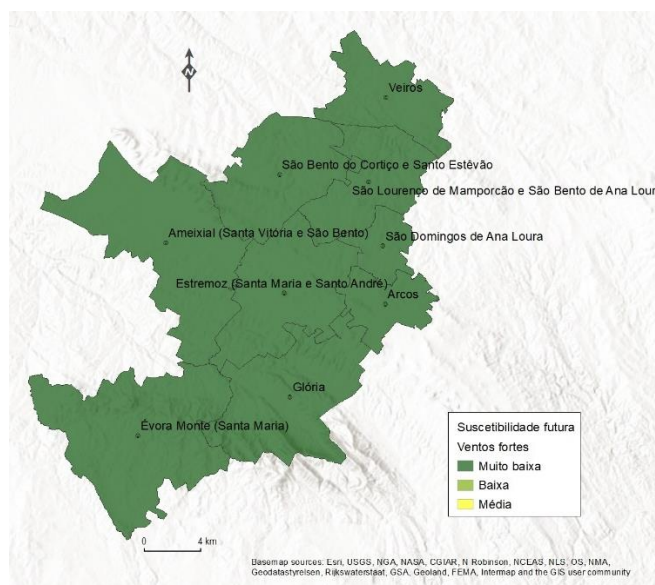 N
Veiros
São Bento do Cortiço e Santo Estêvão
São Lourenço de Mamporcão e São Bento de Ana Lour
Ameixial (Santa Vitória e São Bento)
São Domingos de Ana Loura
Estremoz (Santa Maria e Santo André)
Arcos
Glória
Évora Monte (Santa Maria)
Suscetibilidade futura
Ventos fortes
Muito baixa
Baixa
Média
0 4 km
Basemap sources: Esri, USGS, NGA, NASA, CGIAR, N Robinson, NCEAS, NLS, OS, NMA,
Geodatastyrelsen, Rijkswaterstaat, GSA, Geoland, FEMA, Intermap and the GIS user community